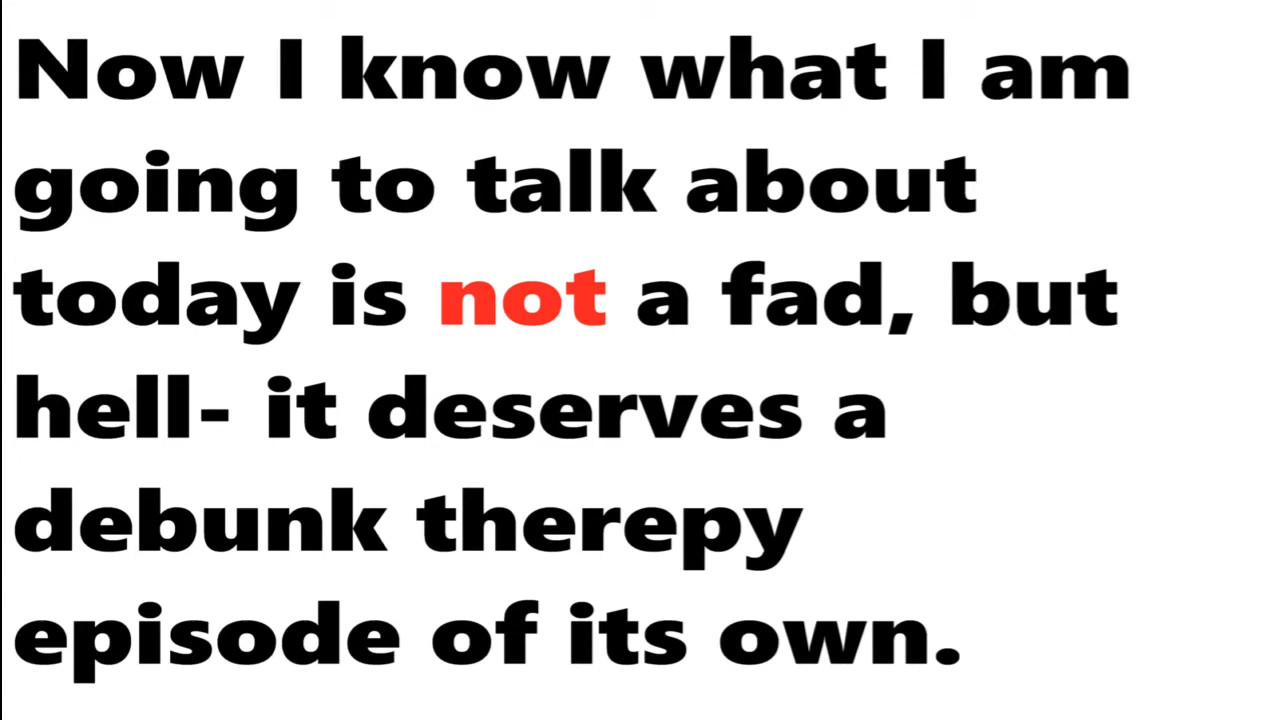 Now I know what I am
going to talk about
today is not a fad, but
hell- it deserves a
debunk therepy
episode of its own.